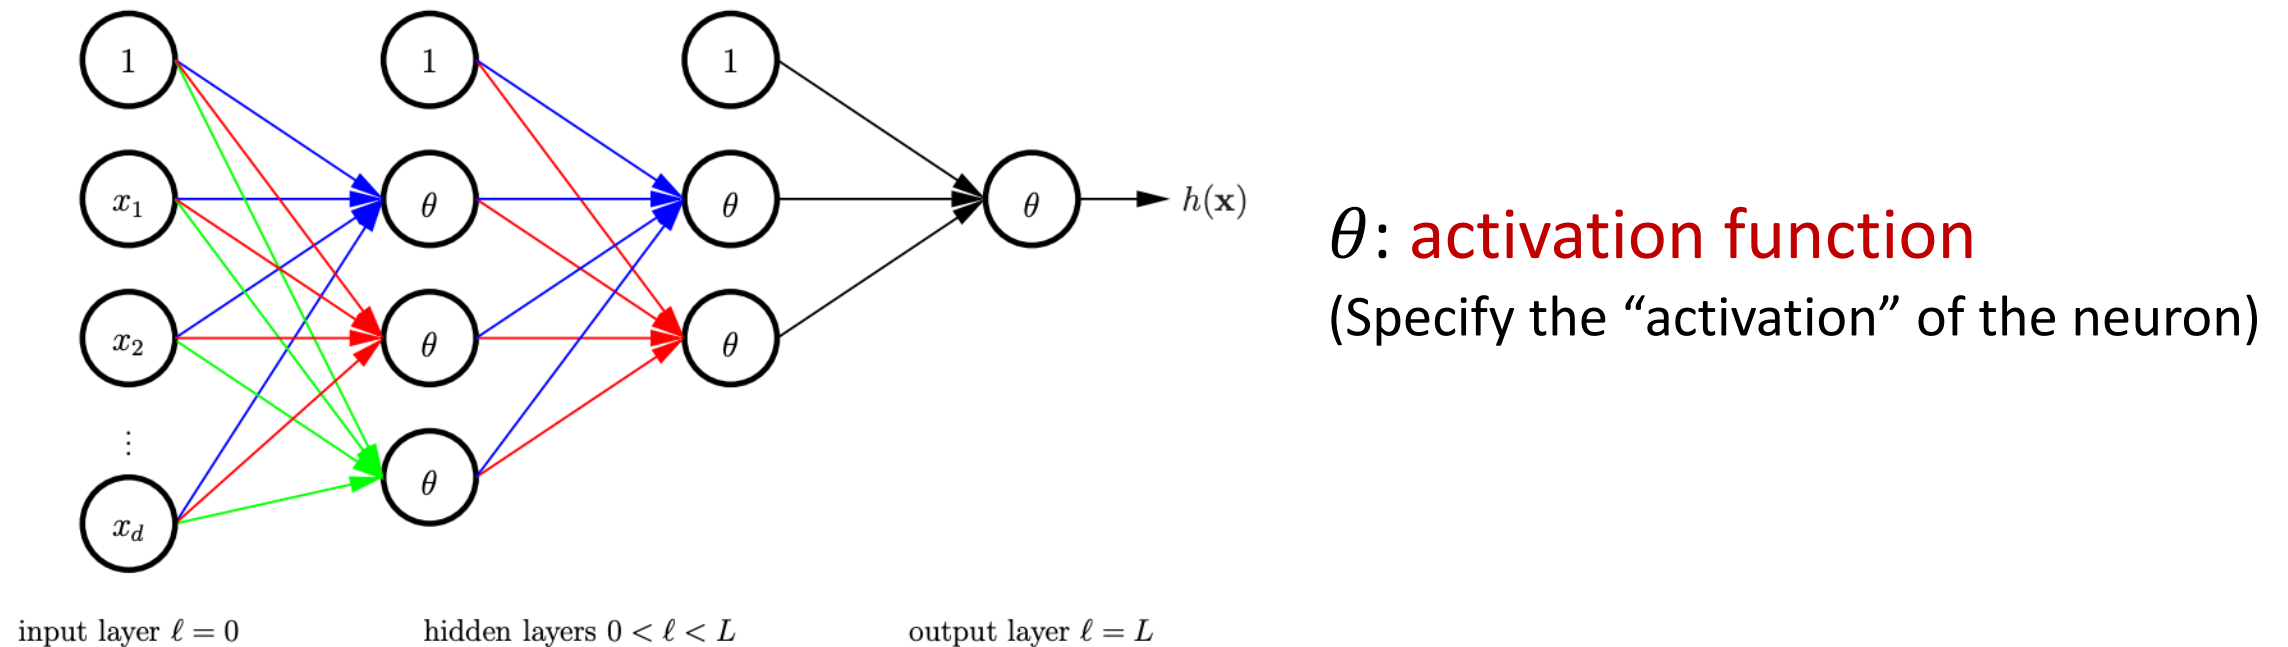 1 1 1
x₁ θ θ θ h(x)
x₂ θ θ
⋮
x_d θ
input layer ℓ = 0 hidden layers 0 < ℓ < L output layer ℓ = L
θ: activation function
(Specify the “activation” of the neuron)